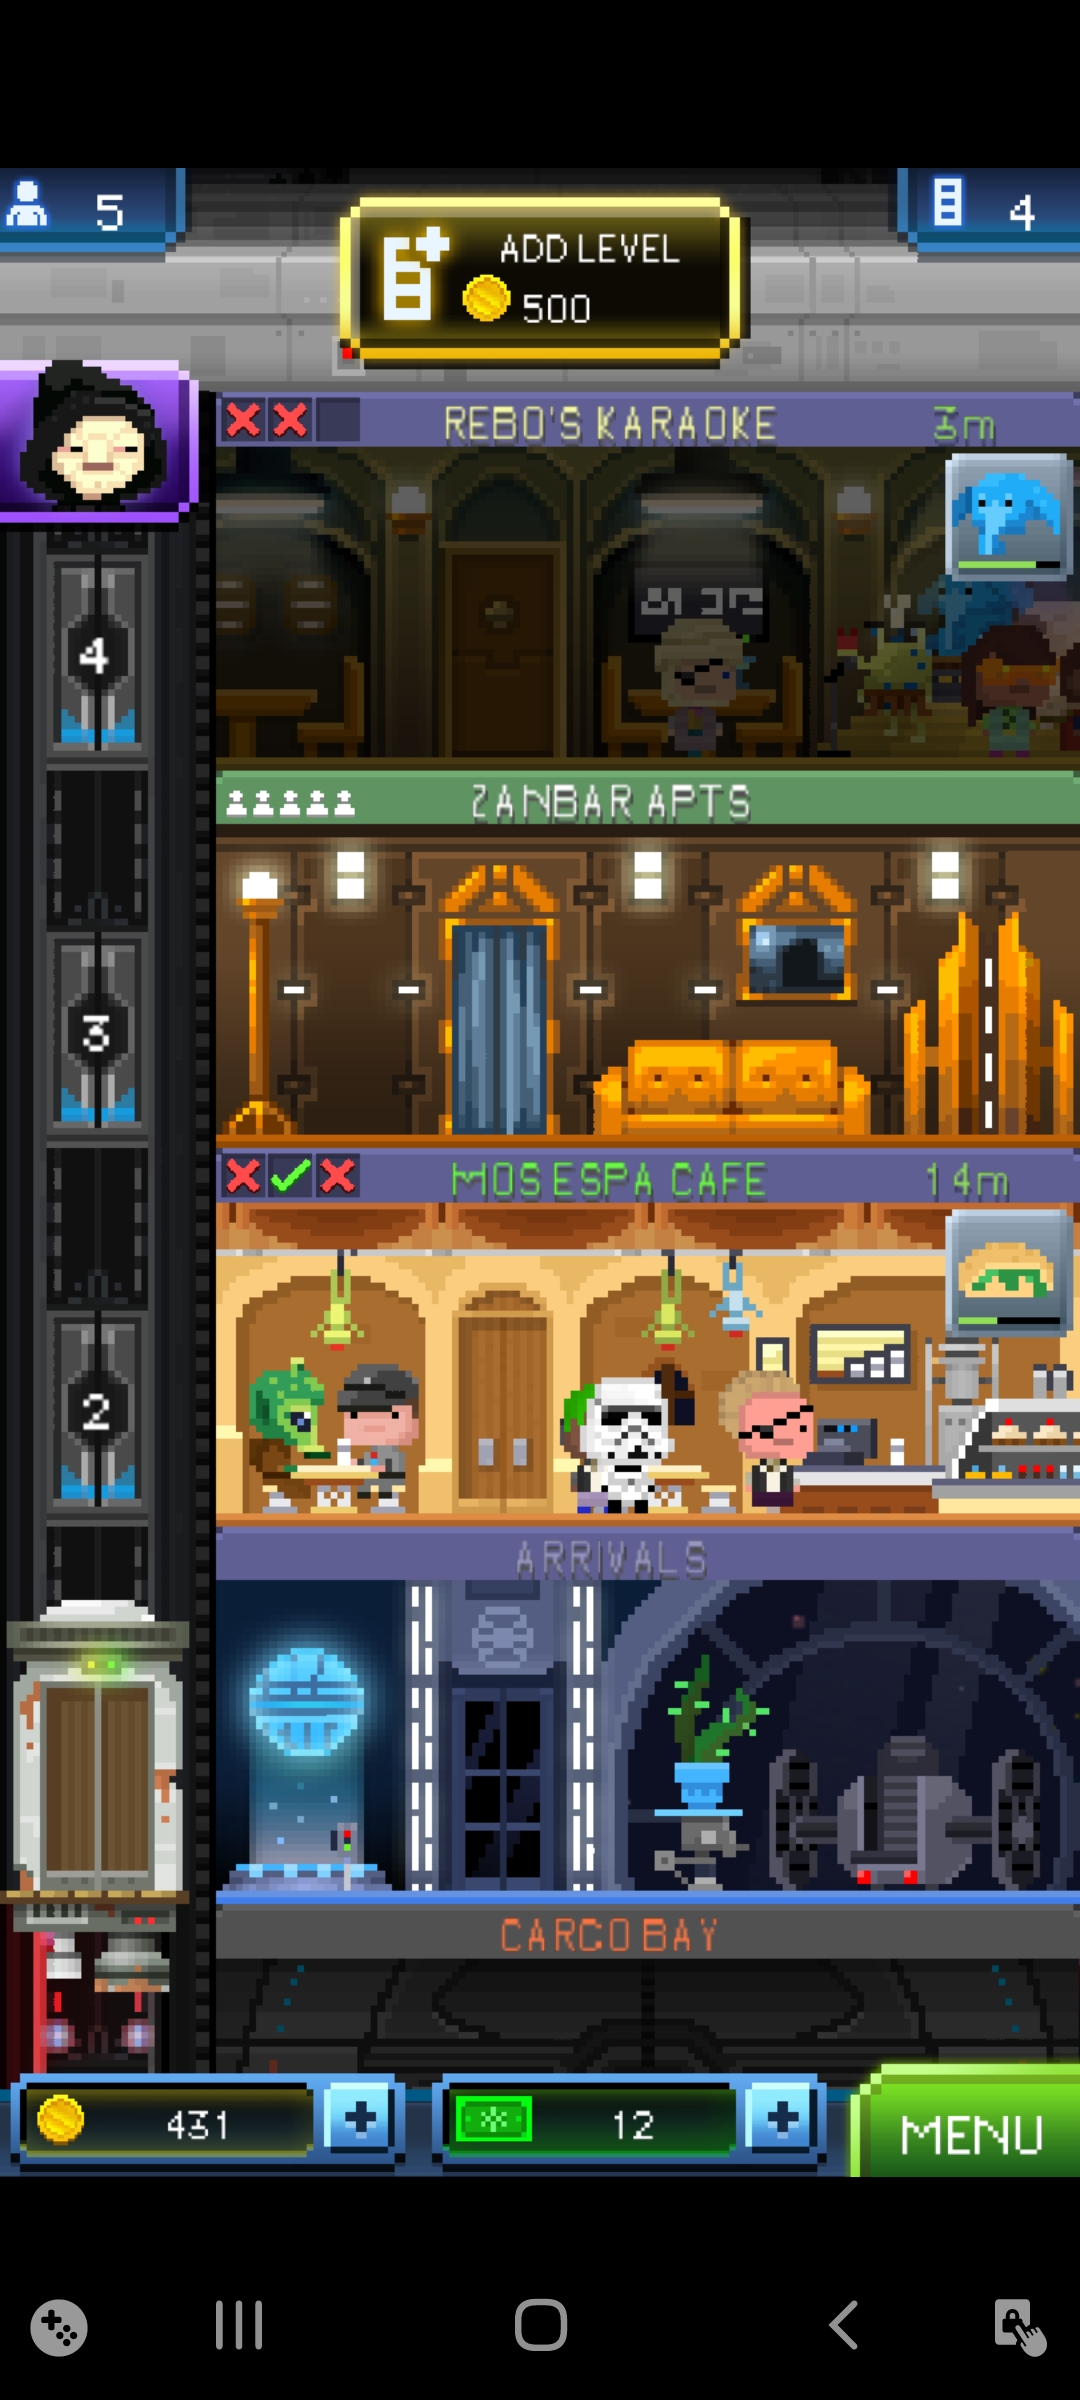 5
4
ADD LEVEL
500
REBO'S KARAOKE 3m
4
ZANBAR APTS
3
MOS ESPA CAFE 14m
2
ARRIVALS
CARGO BAY
431
12
MENU